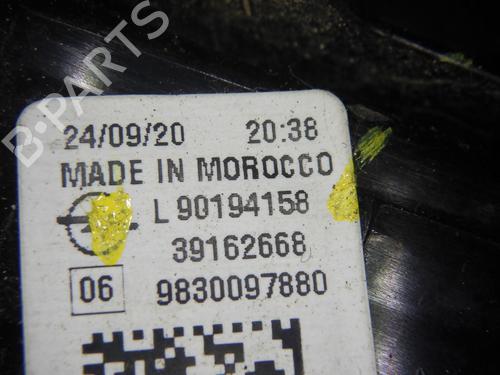 B-PARTS
24/09/20 20:38
MADE IN MOROCCO
L 90194158
39162668
06 9830097880